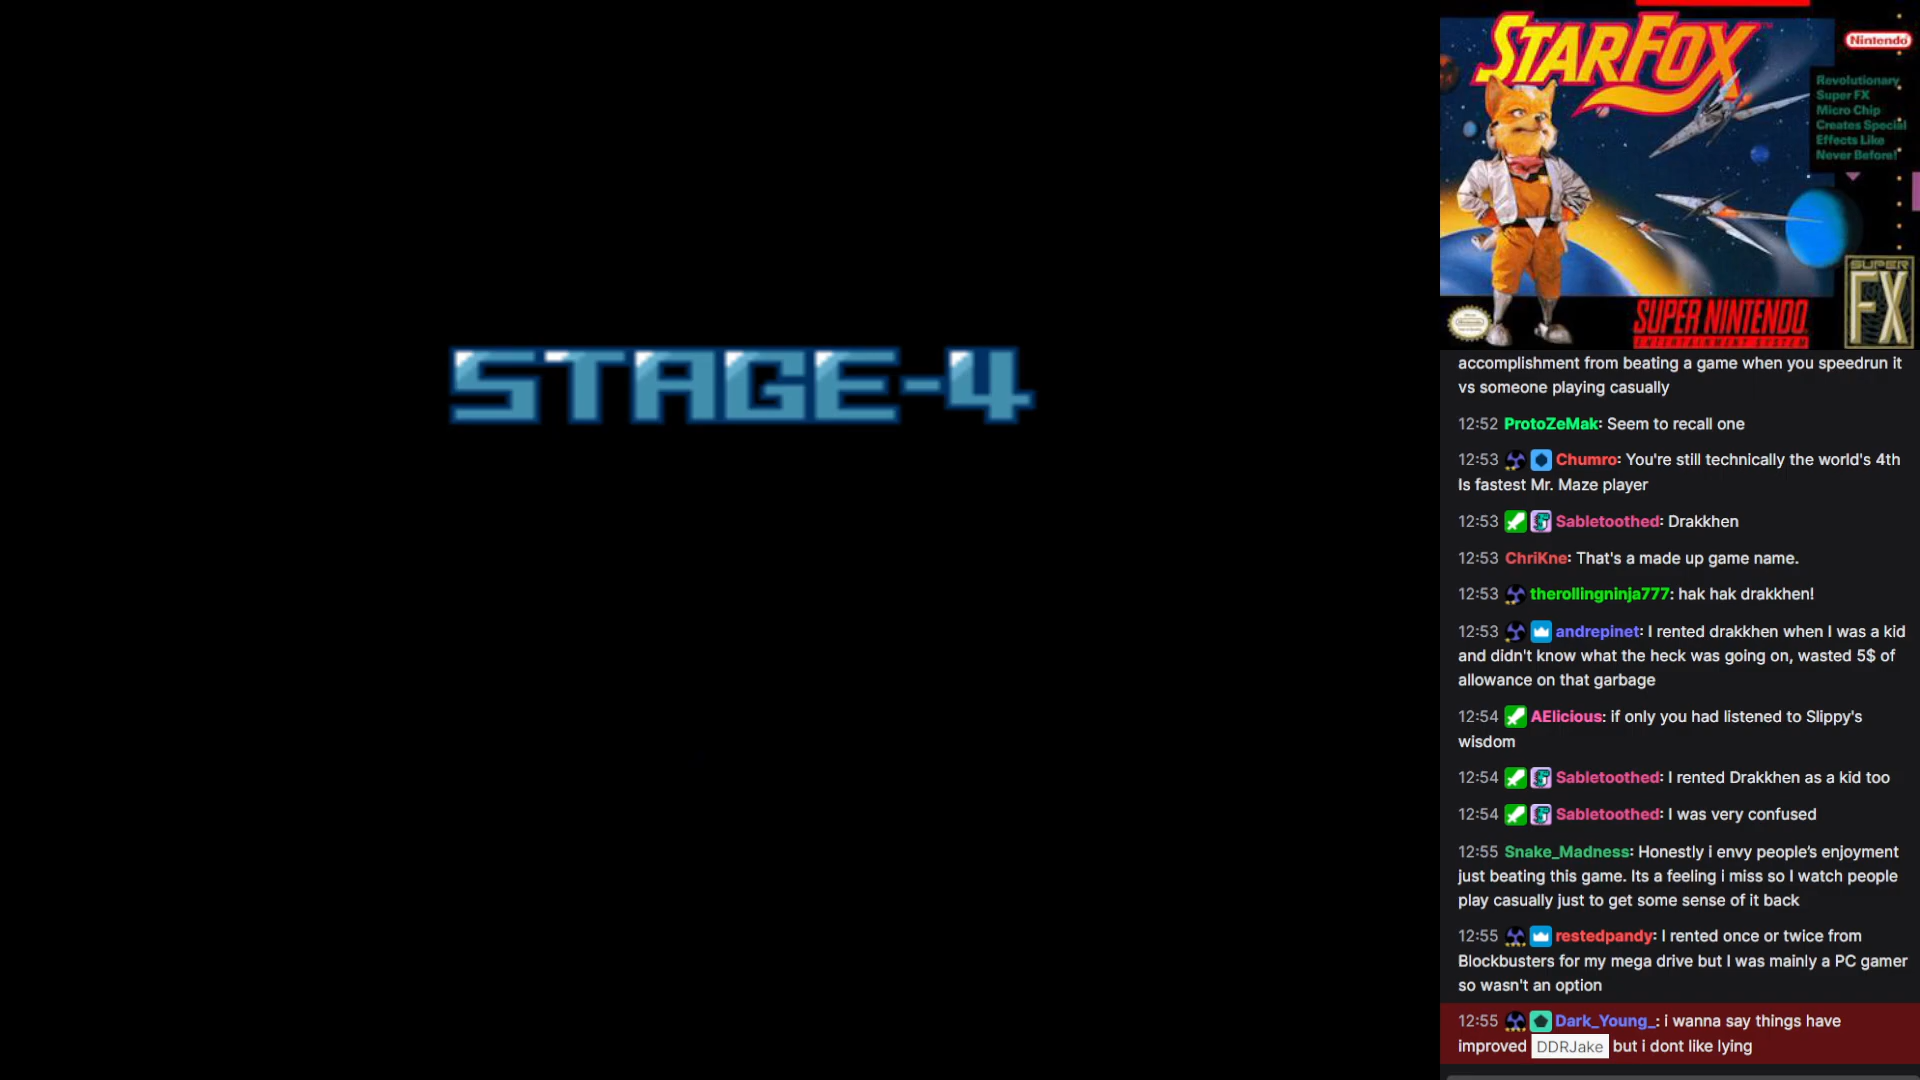 STAGE-4
STARFOX
Nintendo
Revolutionary
Super FX
Micro Chip
Creates Special
Effects Like
Never Before!
SUPER
FX
SUPER NINTENDO
ENTERTAINMENT SYSTEM
accomplishment from beating a game when you speedrun it
vs someone playing casually
12:52 ProtoZeMak: Seem to recall one
12:53 Chumro: You're still technically the world's 4th
ls fastest Mr. Maze player
12:53 Sabletoothed: Drakkhen
12:53 ChriKne: That's a made up game name.
12:53 therollingninja777: hak hak drakkhen!
12:53 andrepinet: I rented drakkhen when I was a kid
and didn't know what the heck was going on, wasted 5$ of
allowance on that garbage
12:54 AElicious: if only you had listened to Slippy's
wisdom
12:54 Sabletoothed: I rented Drakkhen as a kid too
12:54 Sabletoothed: I was very confused
12:55 Snake_Madness: Honestly i envy people’s enjoyment
just beating this game. Its a feeling i miss so I watch people
play casually just to get some sense of it back
12:55 restedpandy: I rented once or twice from
Blockbusters for my mega drive but I was mainly a PC gamer
so wasn't an option
12:55 Dark_Young_: i wanna say things have
improved DDRJake but i dont like lying